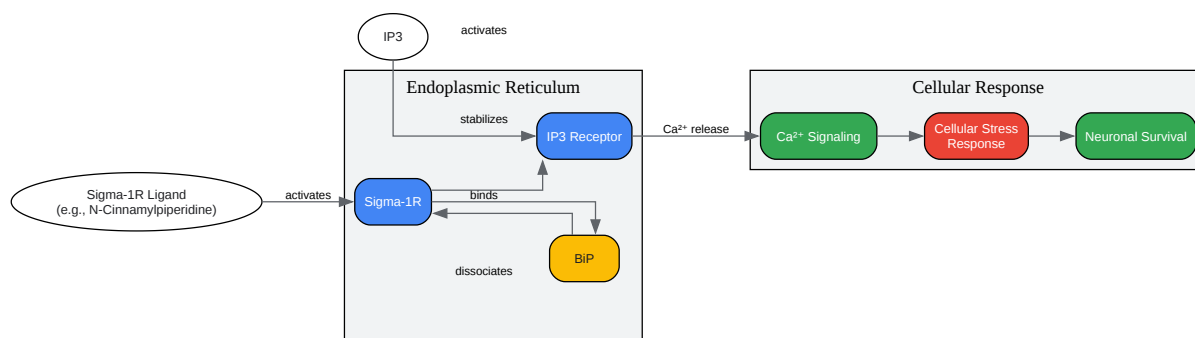 IP3
activates
Endoplasmic Reticulum
Cellular Response
stabilizes
IP3 Receptor
Ca²⁺ release
Ca²⁺ Signaling
Cellular Stress
Response
Neuronal Survival
Sigma-1R Ligand
(e.g., N-Cinnamylpiperidine)
activates
Sigma-1R
binds
BiP
dissociates